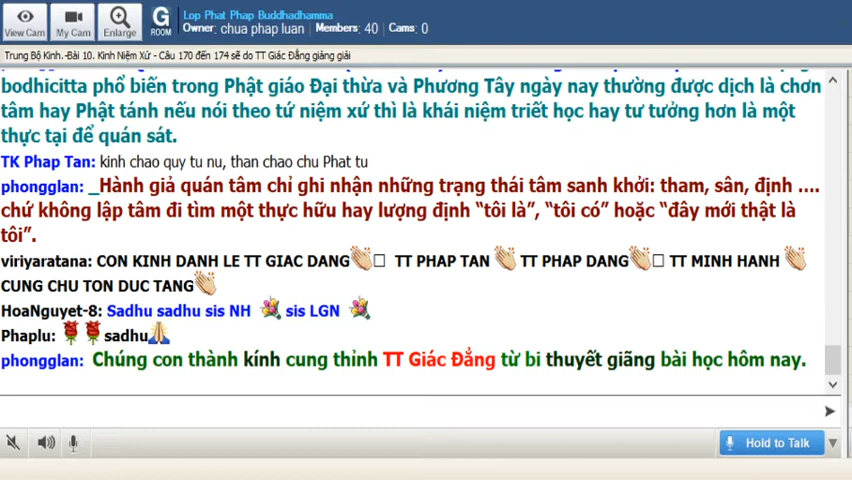 Lop Phat Phap Buddhadhamma
Owner: chua phap luan | Members: 40 | Cams: 0
View Cam
My Cam
Enlarge
G
ROOM
Trung Bộ Kinh.-Bài 10. Kinh Niệm Xứ - Câu 170 đến 174 sẽ do TT Giác Đẳng giảng giải
bodhicitta phổ biến trong Phật giáo Đại thừa và Phương Tây ngày nay thường được dịch là chơn
tâm hay Phật tánh nếu nói theo tứ niệm xứ thì là khái niệm triết học hay tư tưởng hơn là một
thực tại để quán sát.
TK Phap Tan: kinh chao quy tu nu, than chao chu Phat tu
phongglan: _Hành giả quán tâm chỉ ghi nhận những trạng thái tâm sanh khởi: tham, sân, định ....
chứ không lập tâm đi tìm một thực hữu hay lượng định “tôi là”, “tôi có” hoặc “đây mới thật là
tôi”.
viriyaratana: CON KINH DANH LE TT GIAC DANG👏□ TT PHAP TAN 👏 TT PHAP DANG👏□ TT MINH HANH 👏
CUNG CHU TON DUC TANG👏
HoaNguyet-8: Sadhu sadhu sis NH 💐 sis LGN 💐
Phaplu: 🌹🌹sadhu🙏
phongglan: Chúng con thành kính cung thỉnh TT Giác Đẳng từ bi thuyết giãng bài học hôm nay.
Hold to Talk